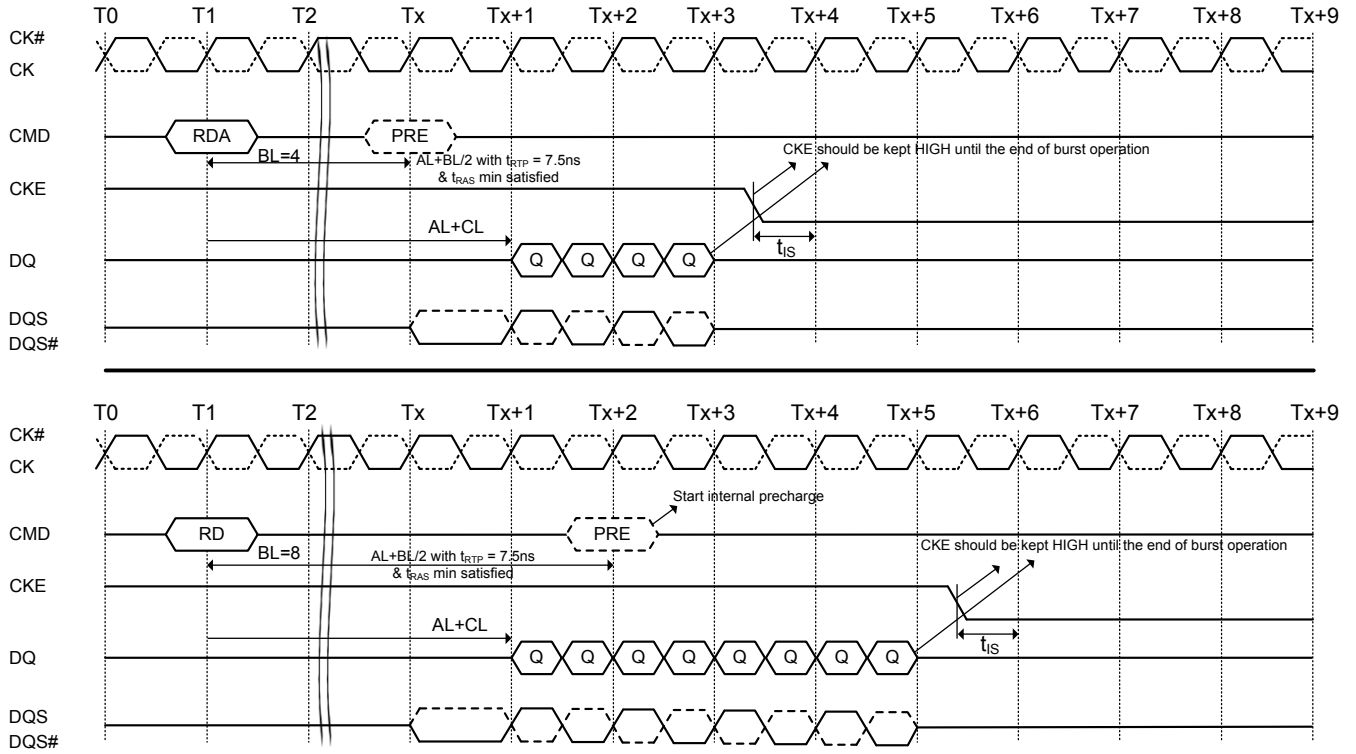 T0 T1 T2 Tx Tx+1 Tx+2 Tx+3 Tx+4 Tx+5 Tx+6 Tx+7 Tx+8 Tx+9
CK#
CK
CMD RDA PRE
BL=4 AL+BL/2 with tRTP = 7.5ns
& tRAS min satisfied
CKE should be kept HIGH until the end of burst operation
CKE
AL+CL
tIS
DQ Q Q Q Q
DQS
DQS#
T0 T1 T2 Tx Tx+1 Tx+2 Tx+3 Tx+4 Tx+5 Tx+6 Tx+7 Tx+8 Tx+9
CK#
CK
Start internal precharge
CMD RD PRE
BL=8 AL+BL/2 with tRTP = 7.5ns
& tRAS min satisfied
CKE should be kept HIGH until the end of burst operation
CKE
AL+CL
tIS
DQ Q Q Q Q Q Q Q Q
DQS
DQS#